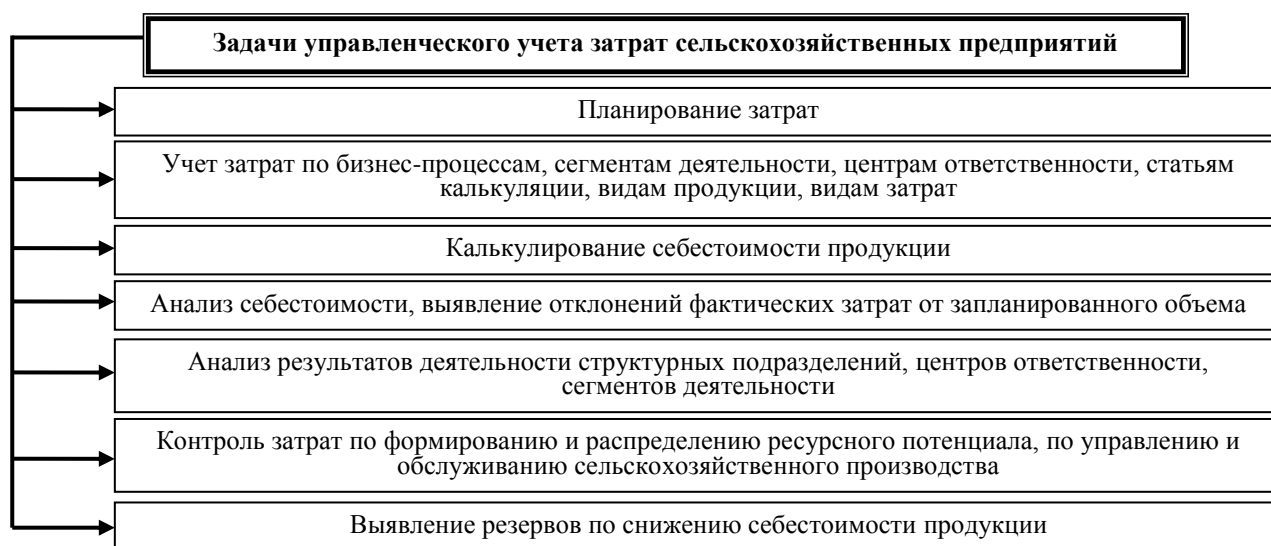 Задачи управленческого учета затрат сельскохозяйственных предприятий
Планирование затрат
Учет затрат по бизнес-процессам, сегментам деятельности, центрам ответственности, статьям
калькуляции, видам продукции, видам затрат
Калькулирование себестоимости продукции
Анализ себестоимости, выявление отклонений фактических затрат от запланированного объема
Анализ результатов деятельности структурных подразделений, центров ответственности,
сегментов деятельности
Контроль затрат по формированию и распределению ресурсного потенциала, по управлению и
обслуживанию сельскохозяйственного производства
Выявление резервов по снижению себестоимости продукции